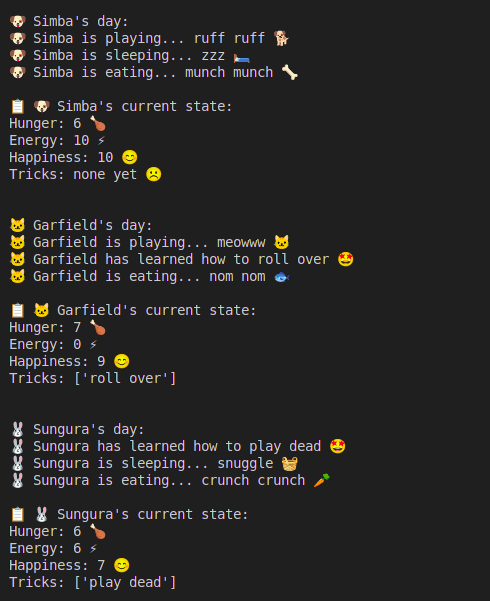 🐶 Simba's day:
🐶 Simba is playing... ruff ruff 🐕
🐶 Simba is sleeping... zzz 🛏️
🐶 Simba is eating... munch munch 🦴
📋 🐶 Simba's current state:
Hunger: 6 🍗
Energy: 10 ⚡
Happiness: 10 😊
Tricks: none yet ☹️
🐱 Garfield's day:
🐱 Garfield is playing... meowww 🐱
🐱 Garfield has learned how to roll over 🤩
🐱 Garfield is eating... nom nom 🐟
📋 🐱 Garfield's current state:
Hunger: 7 🍗
Energy: 0 ⚡
Happiness: 9 😊
Tricks: ['roll over']
🐰 Sungura's day:
🐰 Sungura has learned how to play dead 🤩
🐰 Sungura is sleeping... snuggle 🧺
🐰 Sungura is eating... crunch crunch 🥕
📋 🐰 Sungura's current state:
Hunger: 6 🍗
Energy: 6 ⚡
Happiness: 7 😊
Tricks: ['play dead']